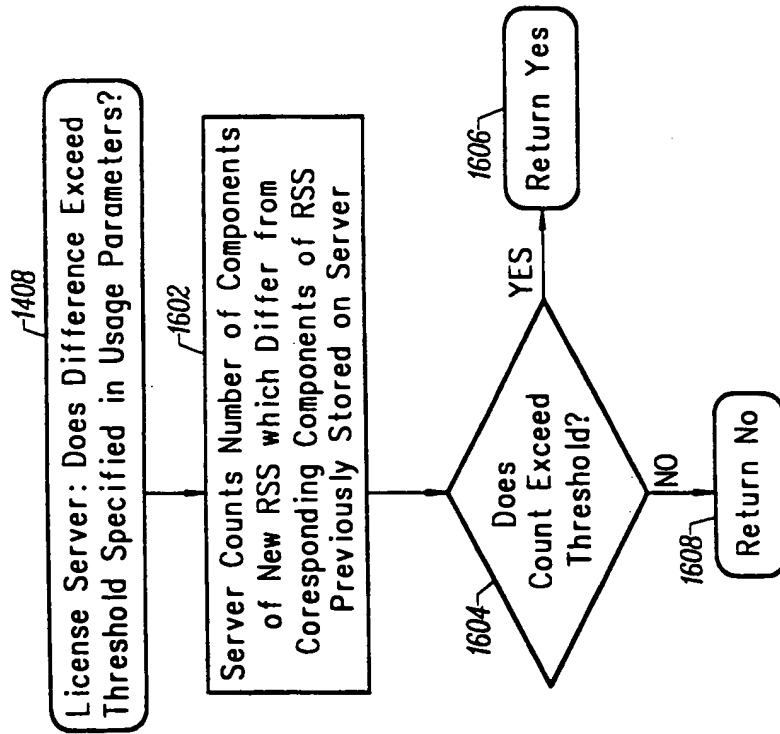 1408
License Server: Does Difference Exceed
Threshold Specified in Usage Parameters?
1602
Server Counts Number of Components
of New RSS which Differ from
Coresponding Components of RSS
Previously Stored on Server
1604
Does
Count Exceed
Threshold?
YES
1606
Return Yes
NO
1608
Return No